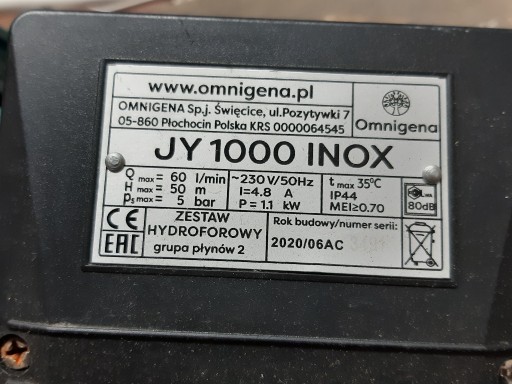 www.omnigena.pl
OMNIGENA Sp.j. Święcice, ul.Pozytywki 7
05-860 Płochocin Polska KRS 0000064545
Omnigena
JY 1000 INOX
Q max= 60 l/min ~230V/50Hz t max 35°C
H max= 50 m I=4.8 A IP44
ps max= 5 bar P = 1.1 kW MEI≥0.70
80dB
CE EAC
ZESTAW
HYDROFOROWY
grupa płynów 2
Rok budowy/numer serii:
2020/06AC